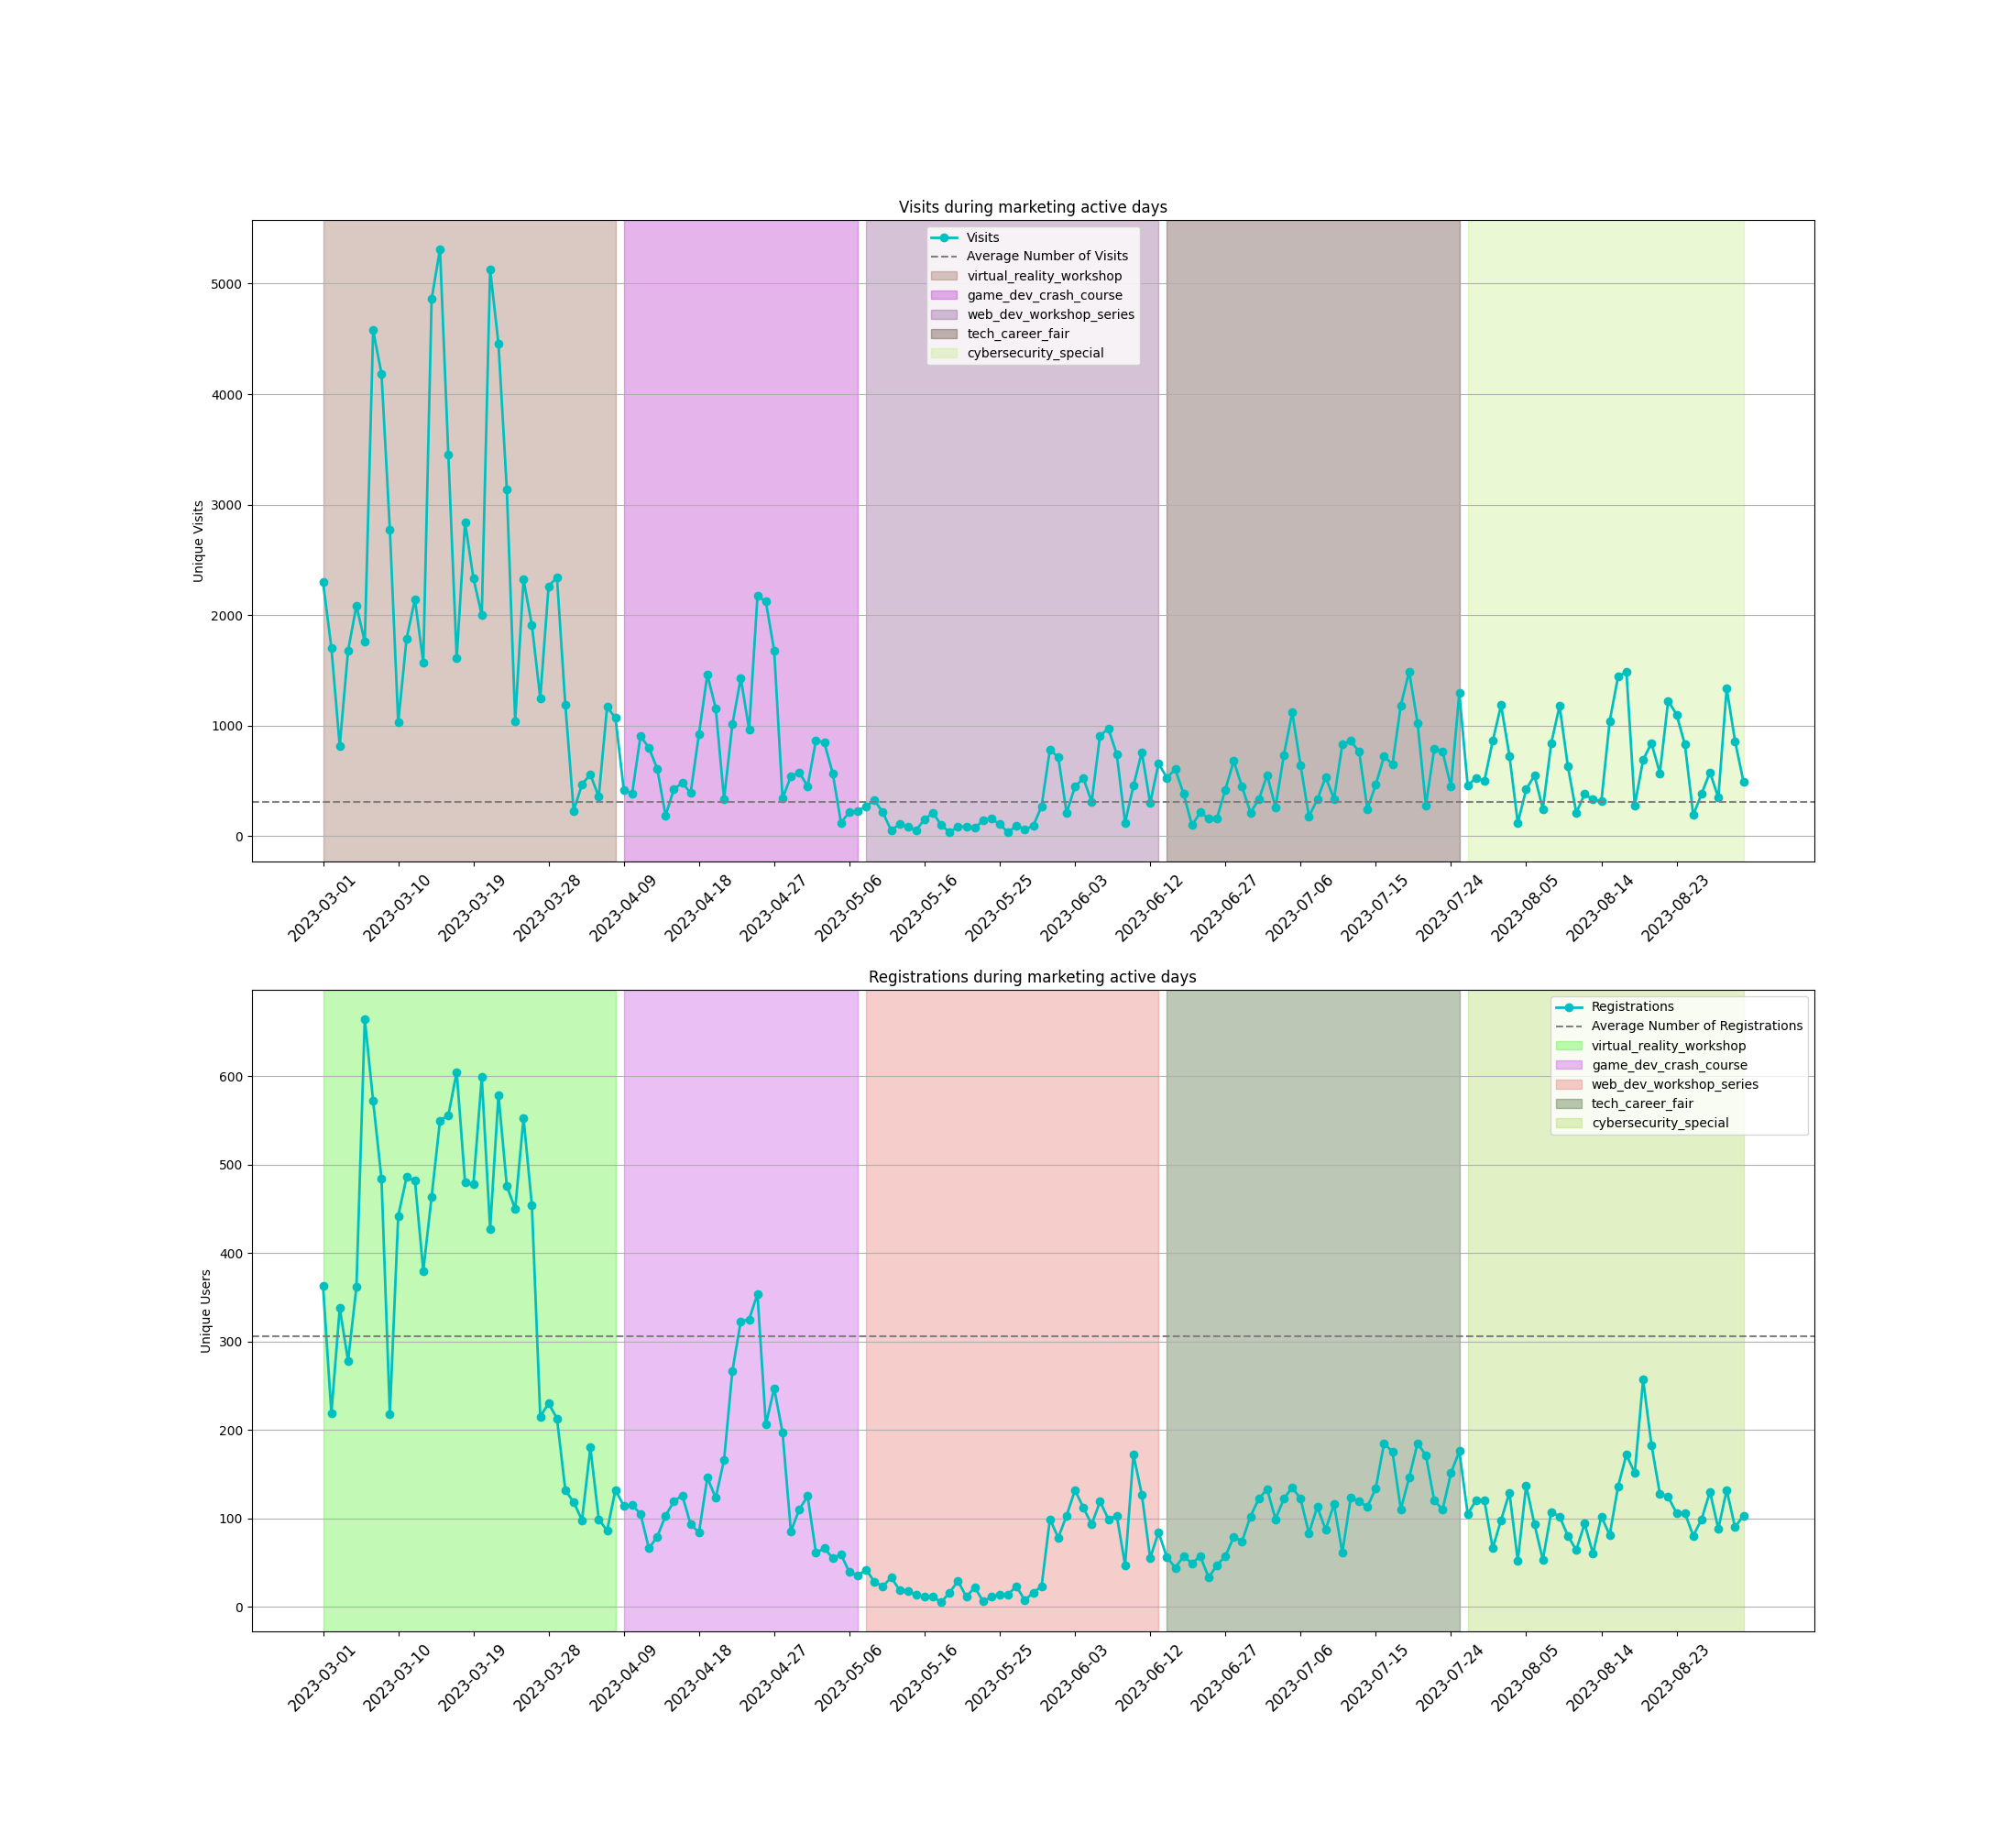 Visits during marketing active days
Unique Visits
5000
4000
3000
2000
1000
0
Visits
Average Number of Visits
virtual_reality_workshop
game_dev_crash_course
web_dev_workshop_series
tech_career_fair
cybersecurity_special
2023-03-01
2023-03-10
2023-03-19
2023-03-28
2023-04-09
2023-04-18
2023-04-27
2023-05-06
2023-05-16
2023-05-25
2023-06-03
2023-06-12
2023-06-27
2023-07-06
2023-07-15
2023-07-24
2023-08-05
2023-08-14
2023-08-23
Registrations during marketing active days
Unique Users
600
500
400
300
200
100
0
Registrations
Average Number of Registrations
virtual_reality_workshop
game_dev_crash_course
web_dev_workshop_series
tech_career_fair
cybersecurity_special
2023-03-01
2023-03-10
2023-03-19
2023-03-28
2023-04-09
2023-04-18
2023-04-27
2023-05-06
2023-05-16
2023-05-25
2023-06-03
2023-06-12
2023-06-27
2023-07-06
2023-07-15
2023-07-24
2023-08-05
2023-08-14
2023-08-23